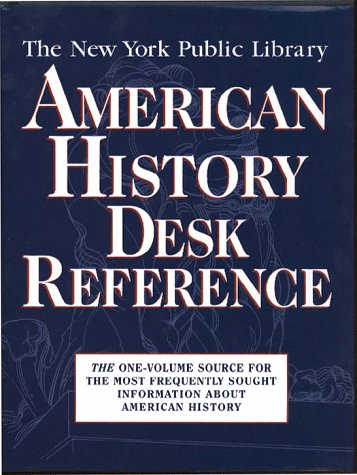 The New York Public Library
AMERICAN
HISTORY
DESK
REFERENCE
THE ONE-VOLUME SOURCE FOR
THE MOST FREQUENTLY SOUGHT
INFORMATION ABOUT
AMERICAN HISTORY